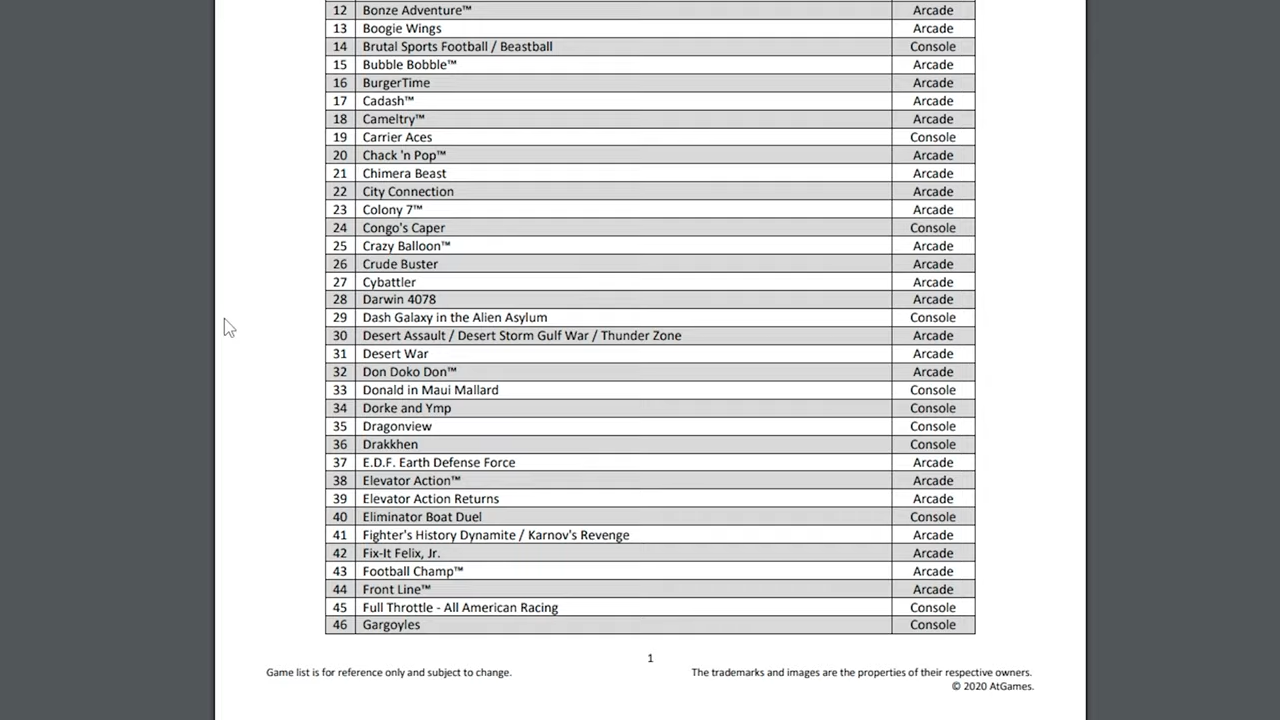 12 Bonze Adventure™ Arcade
13 Boogie Wings Arcade
14 Brutal Sports Football / Beastball Console
15 Bubble Bobble™ Arcade
16 BurgerTime Arcade
17 Cadash™ Arcade
18 Cameltry™ Arcade
19 Carrier Aces Console
20 Chack 'n Pop™ Arcade
21 Chimera Beast Arcade
22 City Connection Arcade
23 Colony 7™ Arcade
24 Congo's Caper Console
25 Crazy Balloon™ Arcade
26 Crude Buster Arcade
27 Cybattler Arcade
28 Darwin 4078 Arcade
29 Dash Galaxy in the Alien Asylum Console
30 Desert Assault / Desert Storm Gulf War / Thunder Zone Arcade
31 Desert War Arcade
32 Don Doko Don™ Arcade
33 Donald in Maui Mallard Console
34 Dorke and Ymp Console
35 Dragonview Console
36 Drakkhen Console
37 E.D.F. Earth Defense Force Arcade
38 Elevator Action™ Arcade
39 Elevator Action Returns Arcade
40 Eliminator Boat Duel Console
41 Fighter's History Dynamite / Karnov's Revenge Arcade
42 Fix-It Felix, Jr. Arcade
43 Football Champ™ Arcade
44 Front Line™ Arcade
45 Full Throttle - All American Racing Console
46 Gargoyles Console
1
Game list is for reference only and subject to change. The trademarks and images are the properties of their respective owners.
© 2020 AtGames.